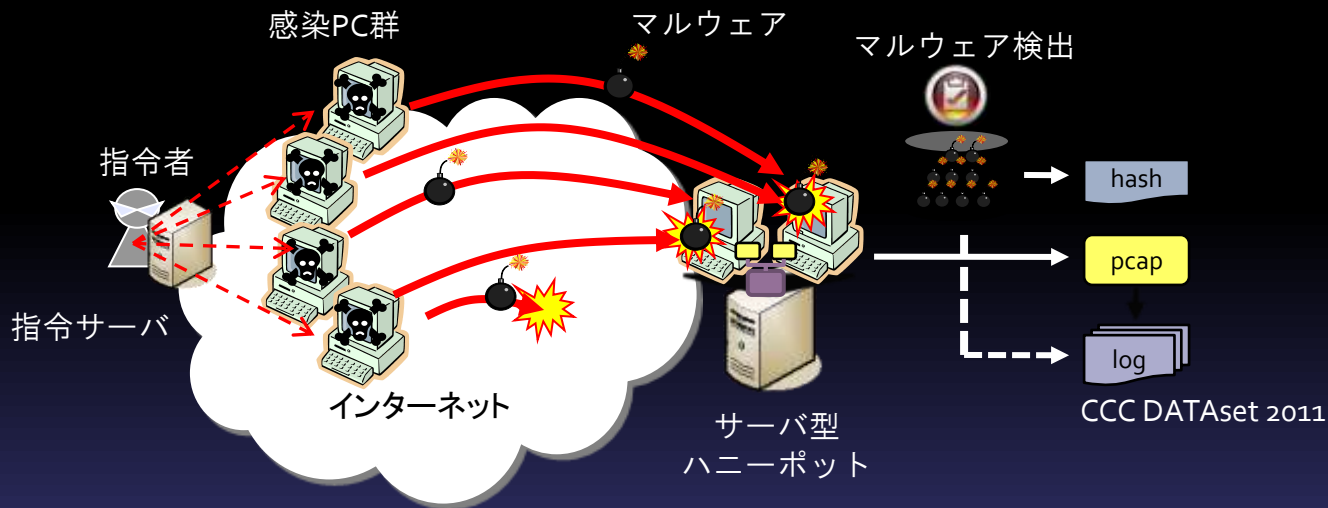 感染PC群
マルウェア
マルウェア検出
指令者
hash
pcap
指令サーバ
log
インターネット
CCC DATAset 2011
サーバ型
ハニーポット